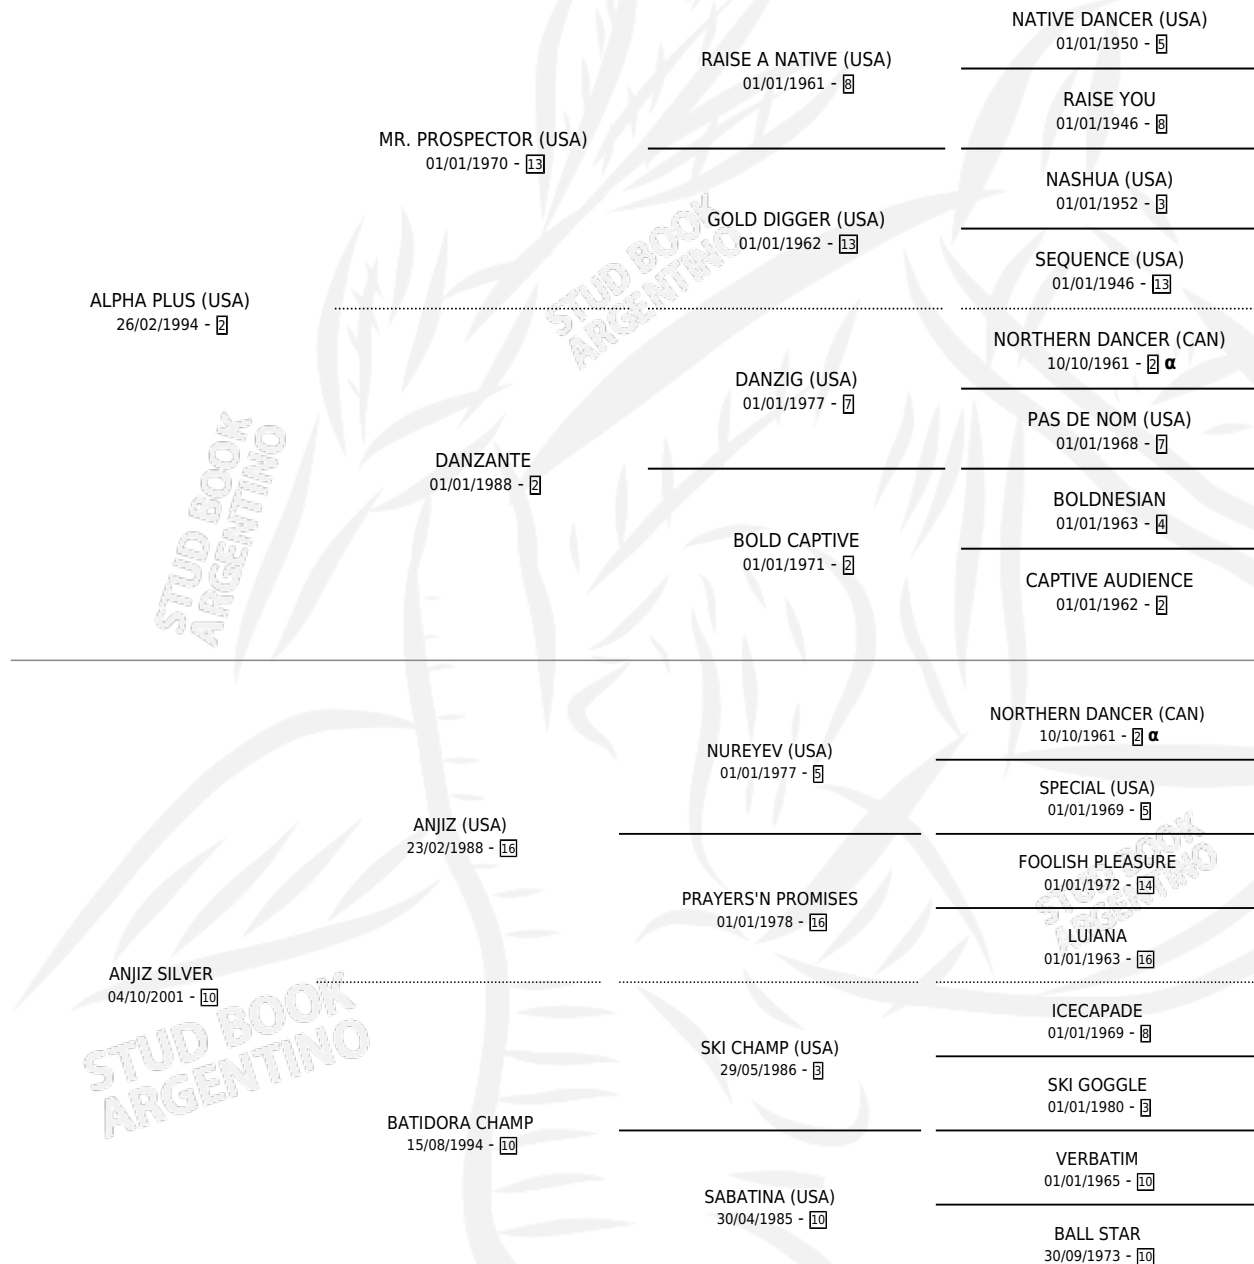 NATIVE DANCER (USA)
01/01/1950 - 5
RAISE A NATIVE (USA)
01/01/1961 - 8
RAISE YOU
01/01/1946 - 8
MR. PROSPECTOR (USA)
01/01/1970 - 13
NASHUA (USA)
01/01/1952 - 3
GOLD DIGGER (USA)
01/01/1962 - 13
SEQUENCE (USA)
01/01/1946 - 13
STUD BOOK
ARGENTINO
ALPHA PLUS (USA)
26/02/1994 - 2
NORTHERN DANCER (CAN)
10/10/1961 - 2 α
DANZIG (USA)
01/01/1977 - 7
PAS DE NOM (USA)
01/01/1968 - 7
DANZANTE
01/01/1988 - 2
BOLDNESIAN
01/01/1963 - 4
BOLD CAPTIVE
01/01/1971 - 2
CAPTIVE AUDIENCE
01/01/1962 - 2
STUD BOOK
ARGENTINO
NORTHERN DANCER (CAN)
10/10/1961 - 2 α
NUREYEV (USA)
01/01/1977 - 5
SPECIAL (USA)
01/01/1969 - 5
ANJIZ (USA)
23/02/1988 - 16
FOOLISH PLEASURE
01/01/1972 - 14
PRAYERS'N PROMISES
01/01/1978 - 16
LUIANA
01/01/1963 - 16
STUD BOOK
ARGENTINO
ANJIZ SILVER
04/10/2001 - 10
ICECAPADE
01/01/1969 - 8
SKI CHAMP (USA)
29/05/1986 - 3
SKI GOGGLE
01/01/1980 - 3
STUD BOOK
ARGENTINO
BATIDORA CHAMP
15/08/1994 - 10
VERBATIM
01/01/1965 - 10
SABATINA (USA)
30/04/1985 - 10
BALL STAR
30/09/1973 - 10